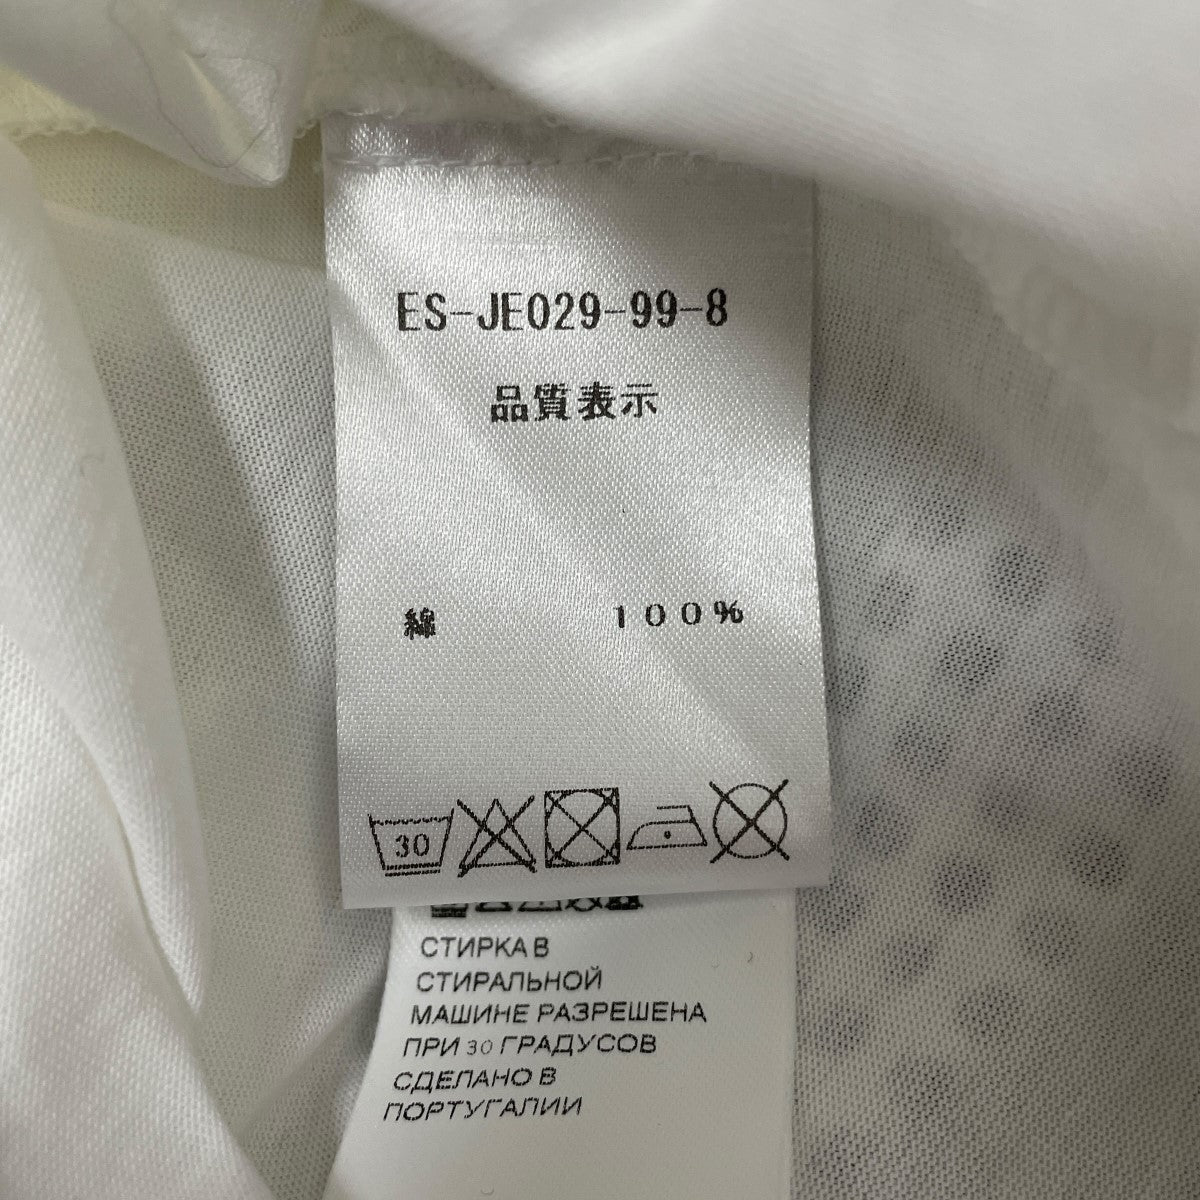 ES-JE029-99-8
品質表示
綿 100%
30
СТИРКА В
СТИРАЛЬНОЙ
МАШИНЕ РАЗРЕШЕНА
ПРИ 30 ГРАДУСОВ
СДЕЛАНО В
ПОРТУГАЛИИ